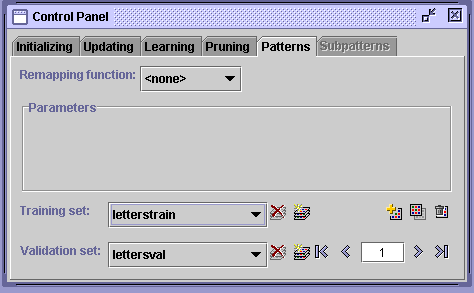 Control Panel
Initializing Updating Learning Pruning Patterns Subpatterns
Remapping function: <none>
Parameters
Training set: letterstrain
Validation set: lettersval 1